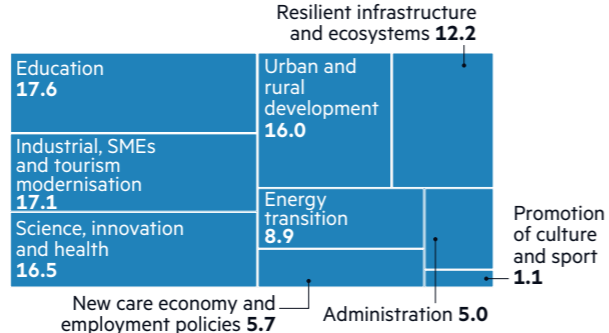 Resilient infrastructure
and ecosystems 12.2
Education
17.6
Urban and
rural
development
16.0
Industrial, SMEs
and tourism
modernisation
17.1
Energy
transition
8.9
Science, innovation
and health
16.5
Promotion
of culture
and sport
1.1
New care economy and
employment policies 5.7
Administration 5.0